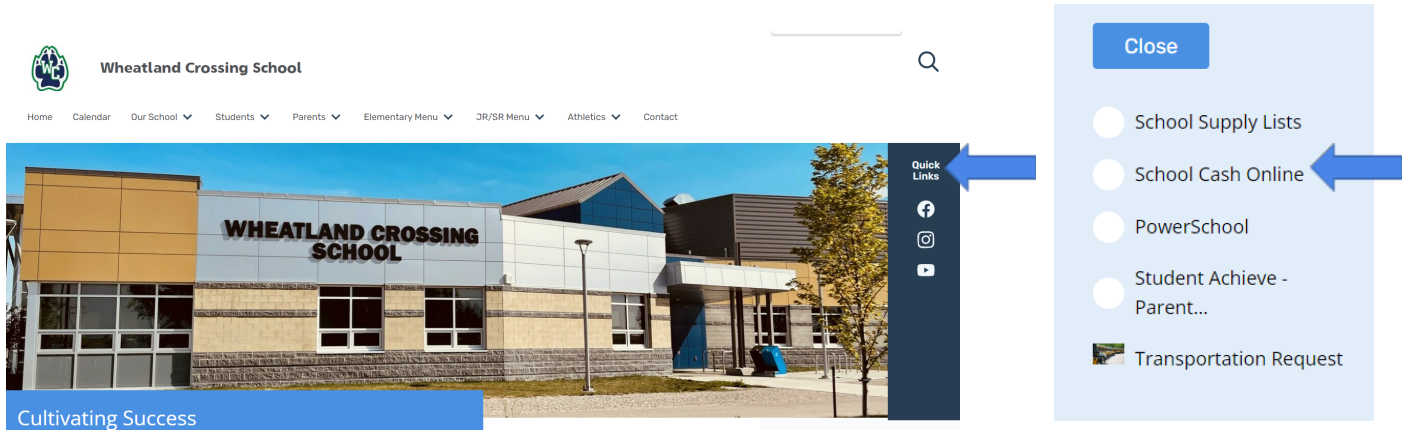 WC
Wheatland Crossing School
Home Calendar Our School Students Parents Elementary Menu JR/SR Menu Athletics Contact
Quick
Links
WHEATLAND CROSSING
SCHOOL
Cultivating Success
Close
School Supply Lists
School Cash Online
PowerSchool
Student Achieve -
Parent...
Transportation Request